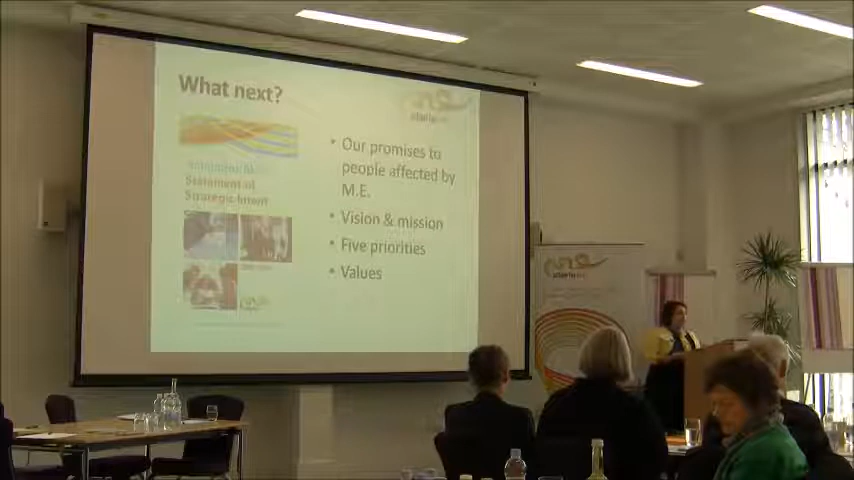 What next?
Statement of
Strategic Intent
• Our promises to
people affected by
M.E.
• Vision & mission
• Five priorities
• Values